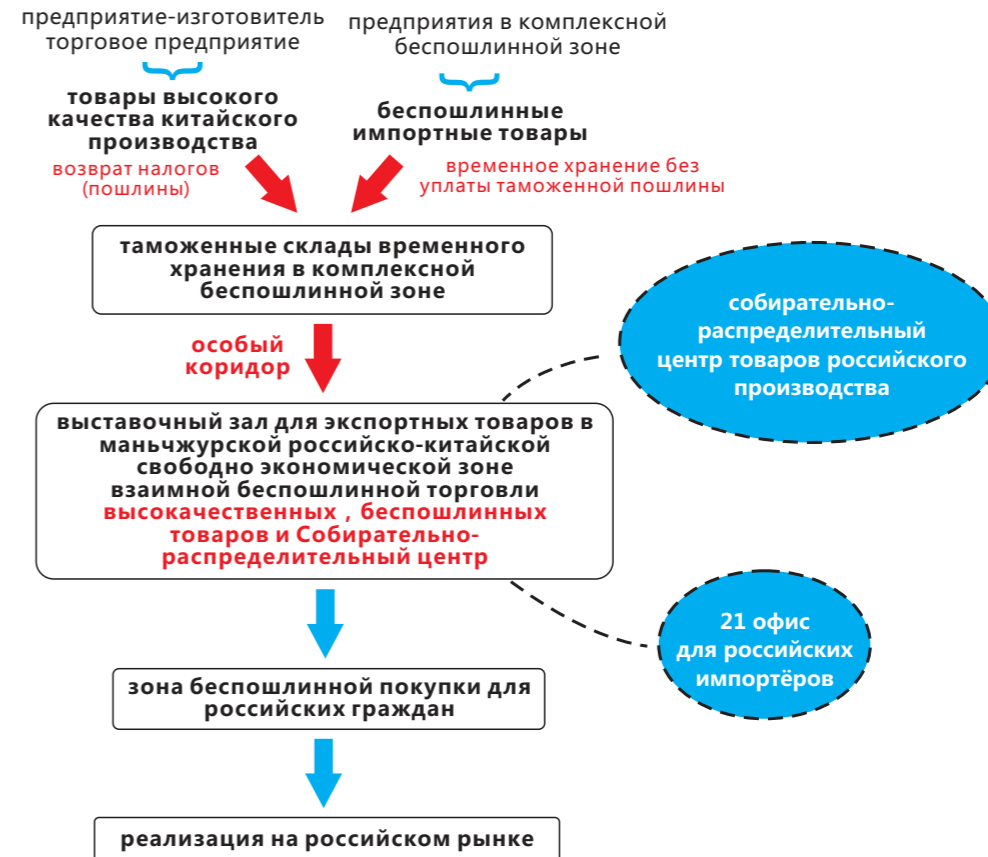 предприятие-изготовитель
торговое предприятие
предприятия в комплексной
беспошлинной зоне
товары высокого
качества китайского
производства
беспошлинные
импортные товары
возврат налогов
(пошлины)
временное хранение без
уплаты таможенной пошлины
таможенные склады временного
хранения в комплексной
беспошлинной зоне
особый
коридор
собирательно-
распределительный
центр товаров российского
производства
выставочный зал для экспортных товаров в
маньчжурской российско-китайской
свободно экономической зоне
взаимной беспошлинной торговли
высокачественных , беспошлинных
товаров и Собирательно-
распределительный центр
21 офис
для российских
импортёров
зона беспошлинной покупки для
российских граждан
реализация на российском рынке